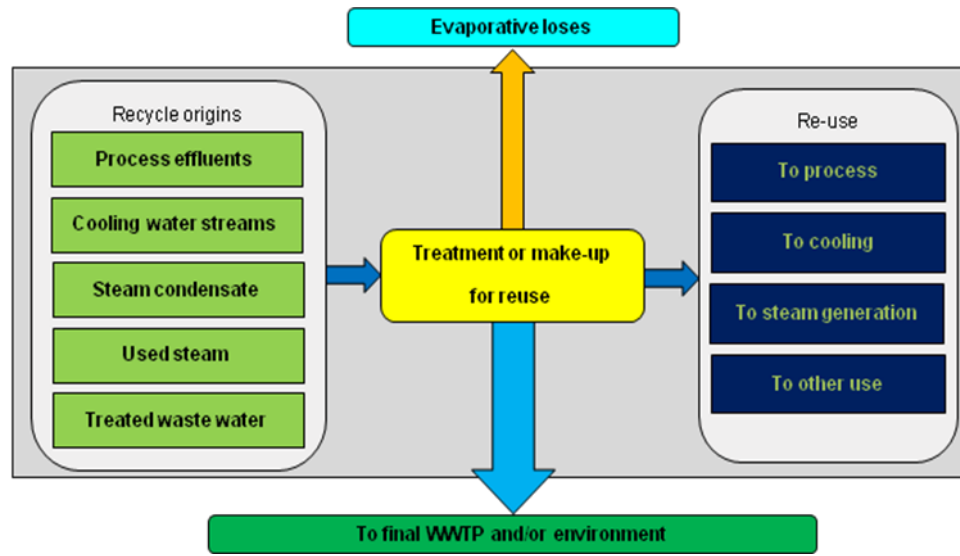 Evaporative loses
Recycle origins
Process effluents
Cooling water streams
Steam condensate
Used steam
Treated waste water
Treatment or make-up
for reuse
Re-use
To process
To cooling
To steam generation
To other use
To final WWTP and/or environment